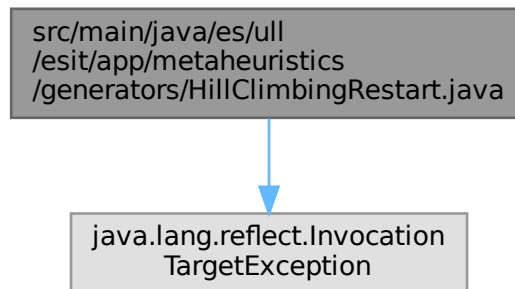 src/main/java/es/ull
/esit/app/metaheuristics
/generators/HillClimbingRestart.java
java.lang.reflect.Invocation
TargetException